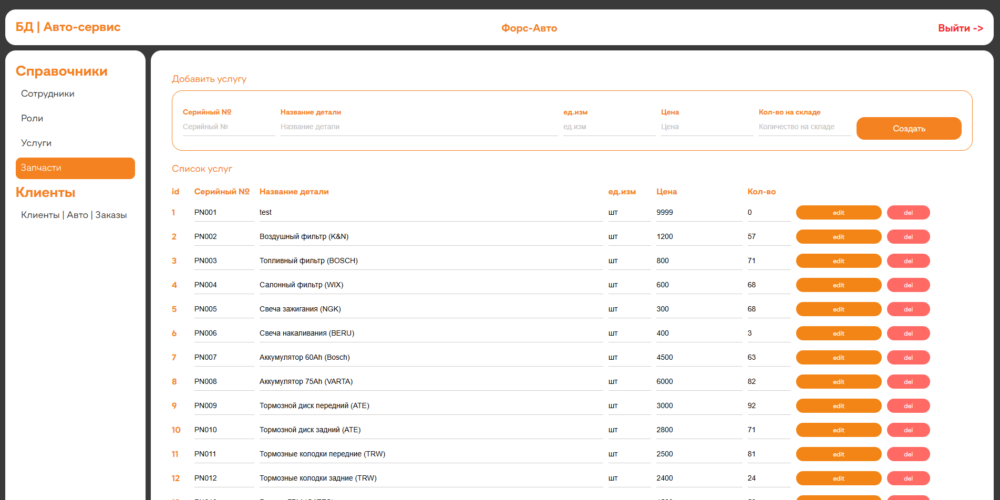 БД | Авто-сервис
Форс-Авто
Выйти ->
Справочники
Сотрудники
Роли
Услуги
Запчасти
Клиенты
Клиенты | Авто | Заказы
Добавить услугу
Серийный № Название детали ед.изм Цена Кол-во на складе
Серийный № Название детали ед.изм Цена Количество на складе
Создать
Список услуг
id Серийный № Название детали ед.изм Цена Кол-во
1 PN001 test шт 9999 0 edit del
2 PN002 Воздушный фильтр (K&N) шт 1200 57 edit del
3 PN003 Топливный фильтр (BOSCH) шт 800 71 edit del
4 PN004 Салонный фильтр (WIX) шт 600 68 edit del
5 PN005 Свеча зажигания (NGK) шт 300 68 edit del
6 PN006 Свеча накаливания (BERU) шт 400 3 edit del
7 PN007 Аккумулятор 60Ah (Bosch) шт 4500 63 edit del
8 PN008 Аккумулятор 75Ah (VARTA) шт 6000 82 edit del
9 PN009 Тормозной диск передний (ATE) шт 3000 92 edit del
10 PN010 Тормозной диск задний (ATE) шт 2800 71 edit del
11 PN011 Тормозные колодки передние (TRW) шт 2500 81 edit del
12 PN012 Тормозные колодки задние (TRW) шт 2400 24 edit del